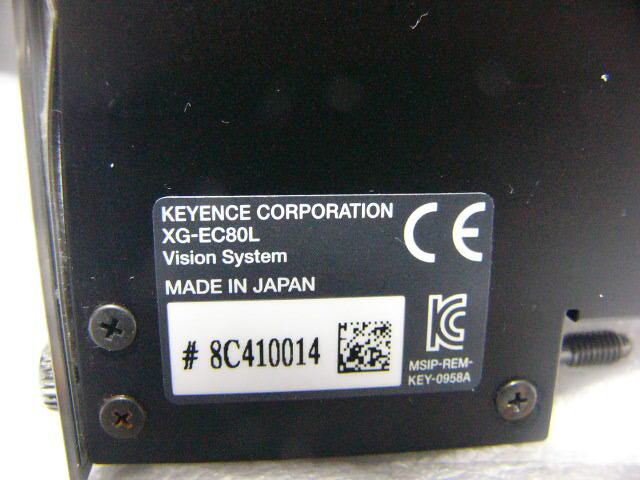 KEYENCE CORPORATION
XG-EC80L
Vision System
CE
MADE IN JAPAN
# 8C410014
MSIP-REM-
KEY-0958A